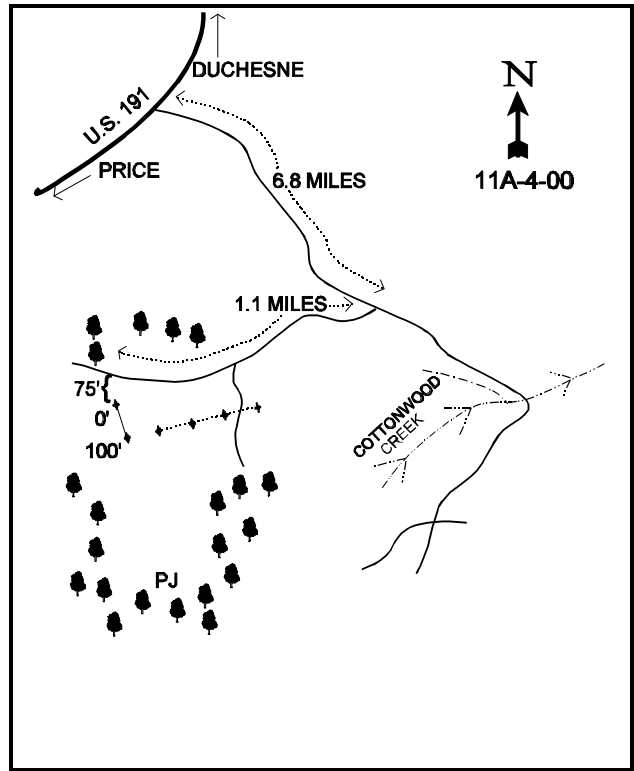 DUCHESNE
U.S. 191
PRICE
N
11A-4-00
6.8 MILES
1.1 MILES
75'
0'
100'
COTTONWOOD
CREEK
PJ